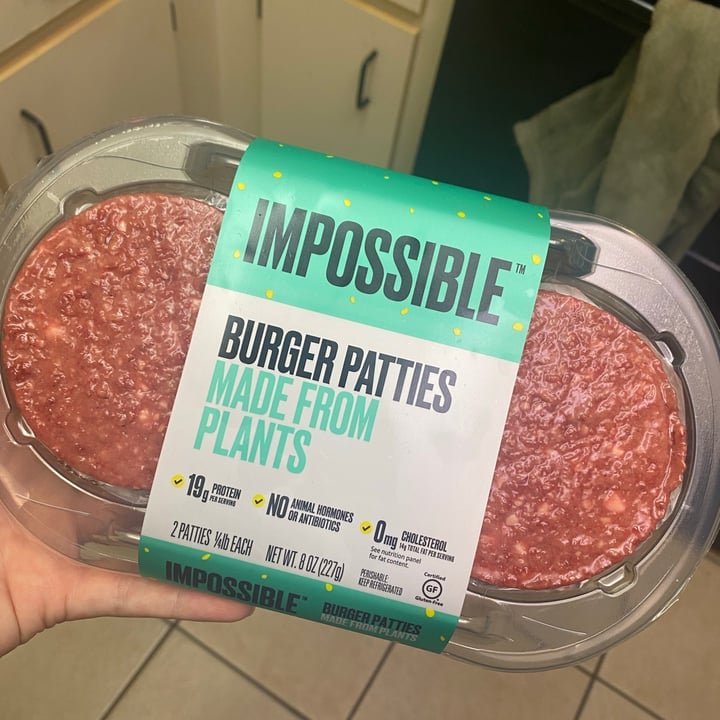 IMPOSSIBLE™
BURGER PATTIES
MADE FROM
PLANTS
19g PROTEIN
PER SERVING
NO ANIMAL HORMONES
OR ANTIBIOTICS
0mg CHOLESTEROL
14g TOTAL FAT PER SERVING
See nutrition panel
for fat content.
2 PATTIES ¼lb EACH
NET WT. 8 OZ (227g)
PERISHABLE:
KEEP REFRIGERATED
Certified
GF
Gluten-Free
IMPOSSIBLE™
BURGER PATTIES
MADE FROM PLANTS